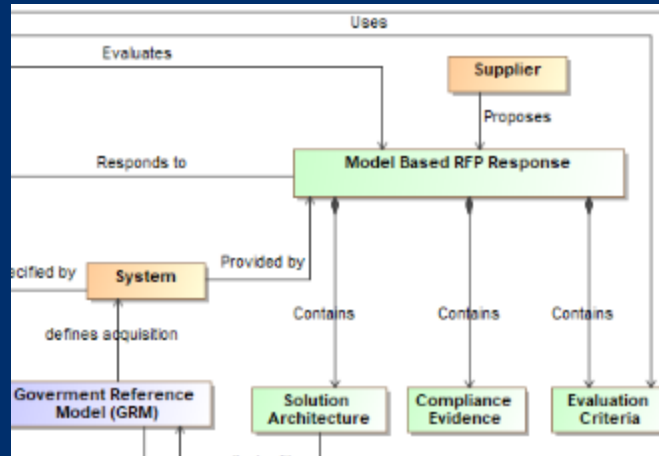 Uses
Evaluates
Supplier
Proposes
Responds to
Model Based RFP Response
ecified by
System
Provided by
defines acquisition
Contains
Contains
Contains
Goverment Reference
Model (GRM)
Solution
Architecture
Compliance
Evidence
Evaluation
Criteria